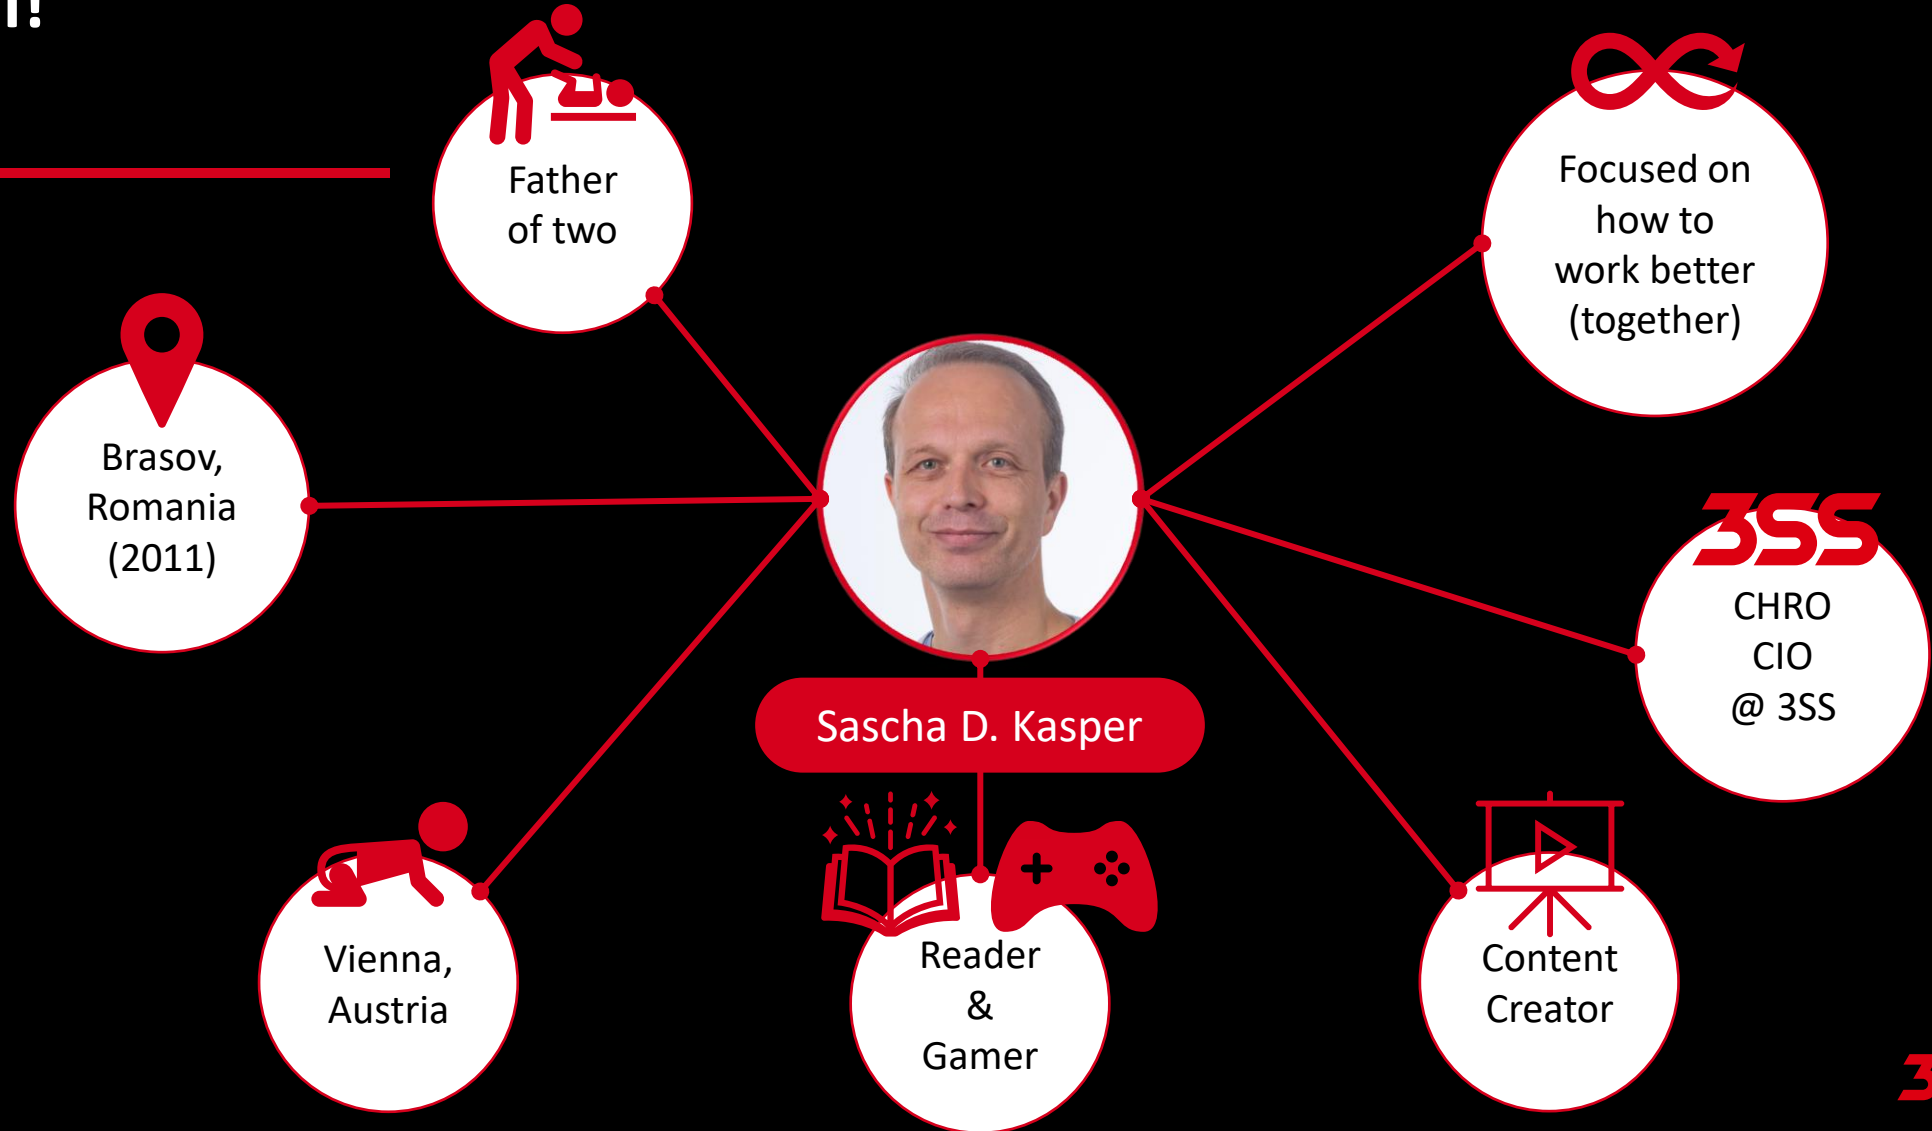 Father
of two
Focused on
how to
work better
(together)
Brasov,
Romania
(2011)
3SS
CHRO
CIO
@ 3SS
Sascha D. Kasper
Vienna,
Austria
Reader
&
Gamer
Content
Creator